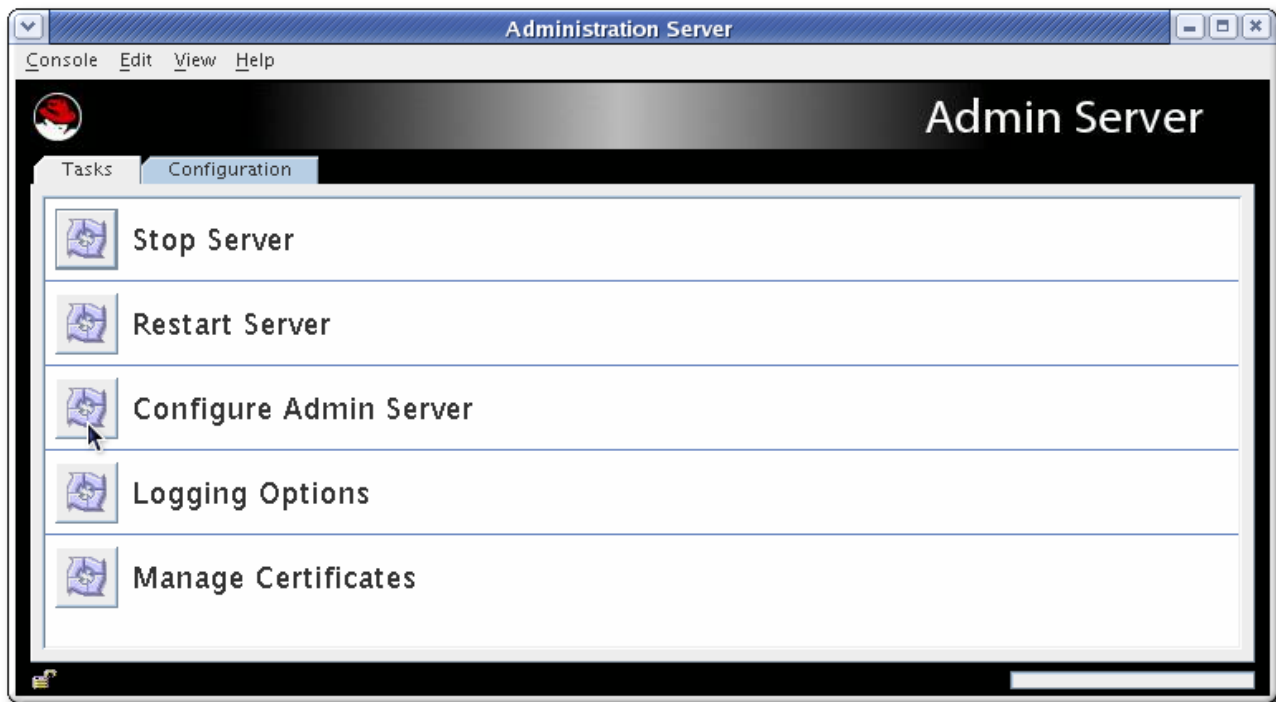 Administration Server
Console Edit View Help
Admin Server
Tasks Configuration
Stop Server
Restart Server
Configure Admin Server
Logging Options
Manage Certificates